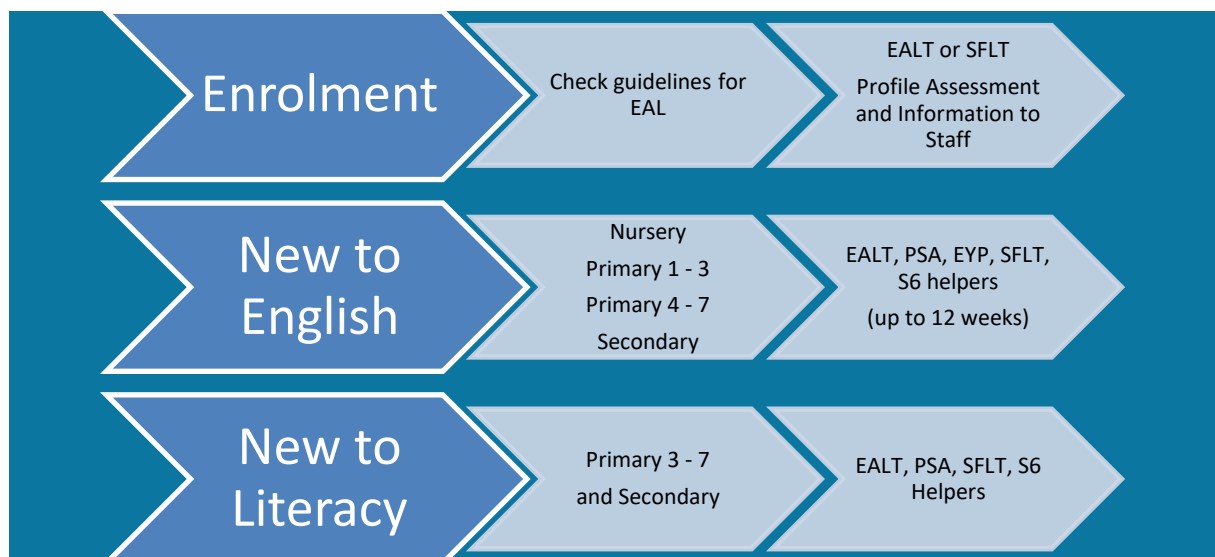 Enrolment
Check guidelines for
EAL
EALT or SFLT
Profile Assessment
and Information to
Staff
New to
English
Nursery
Primary 1 - 3
Primary 4 - 7
Secondary
EALT, PSA, EYP, SFLT,
S6 helpers
(up to 12 weeks)
New to
Literacy
Primary 3 - 7
and Secondary
EALT, PSA, SFLT, S6
Helpers